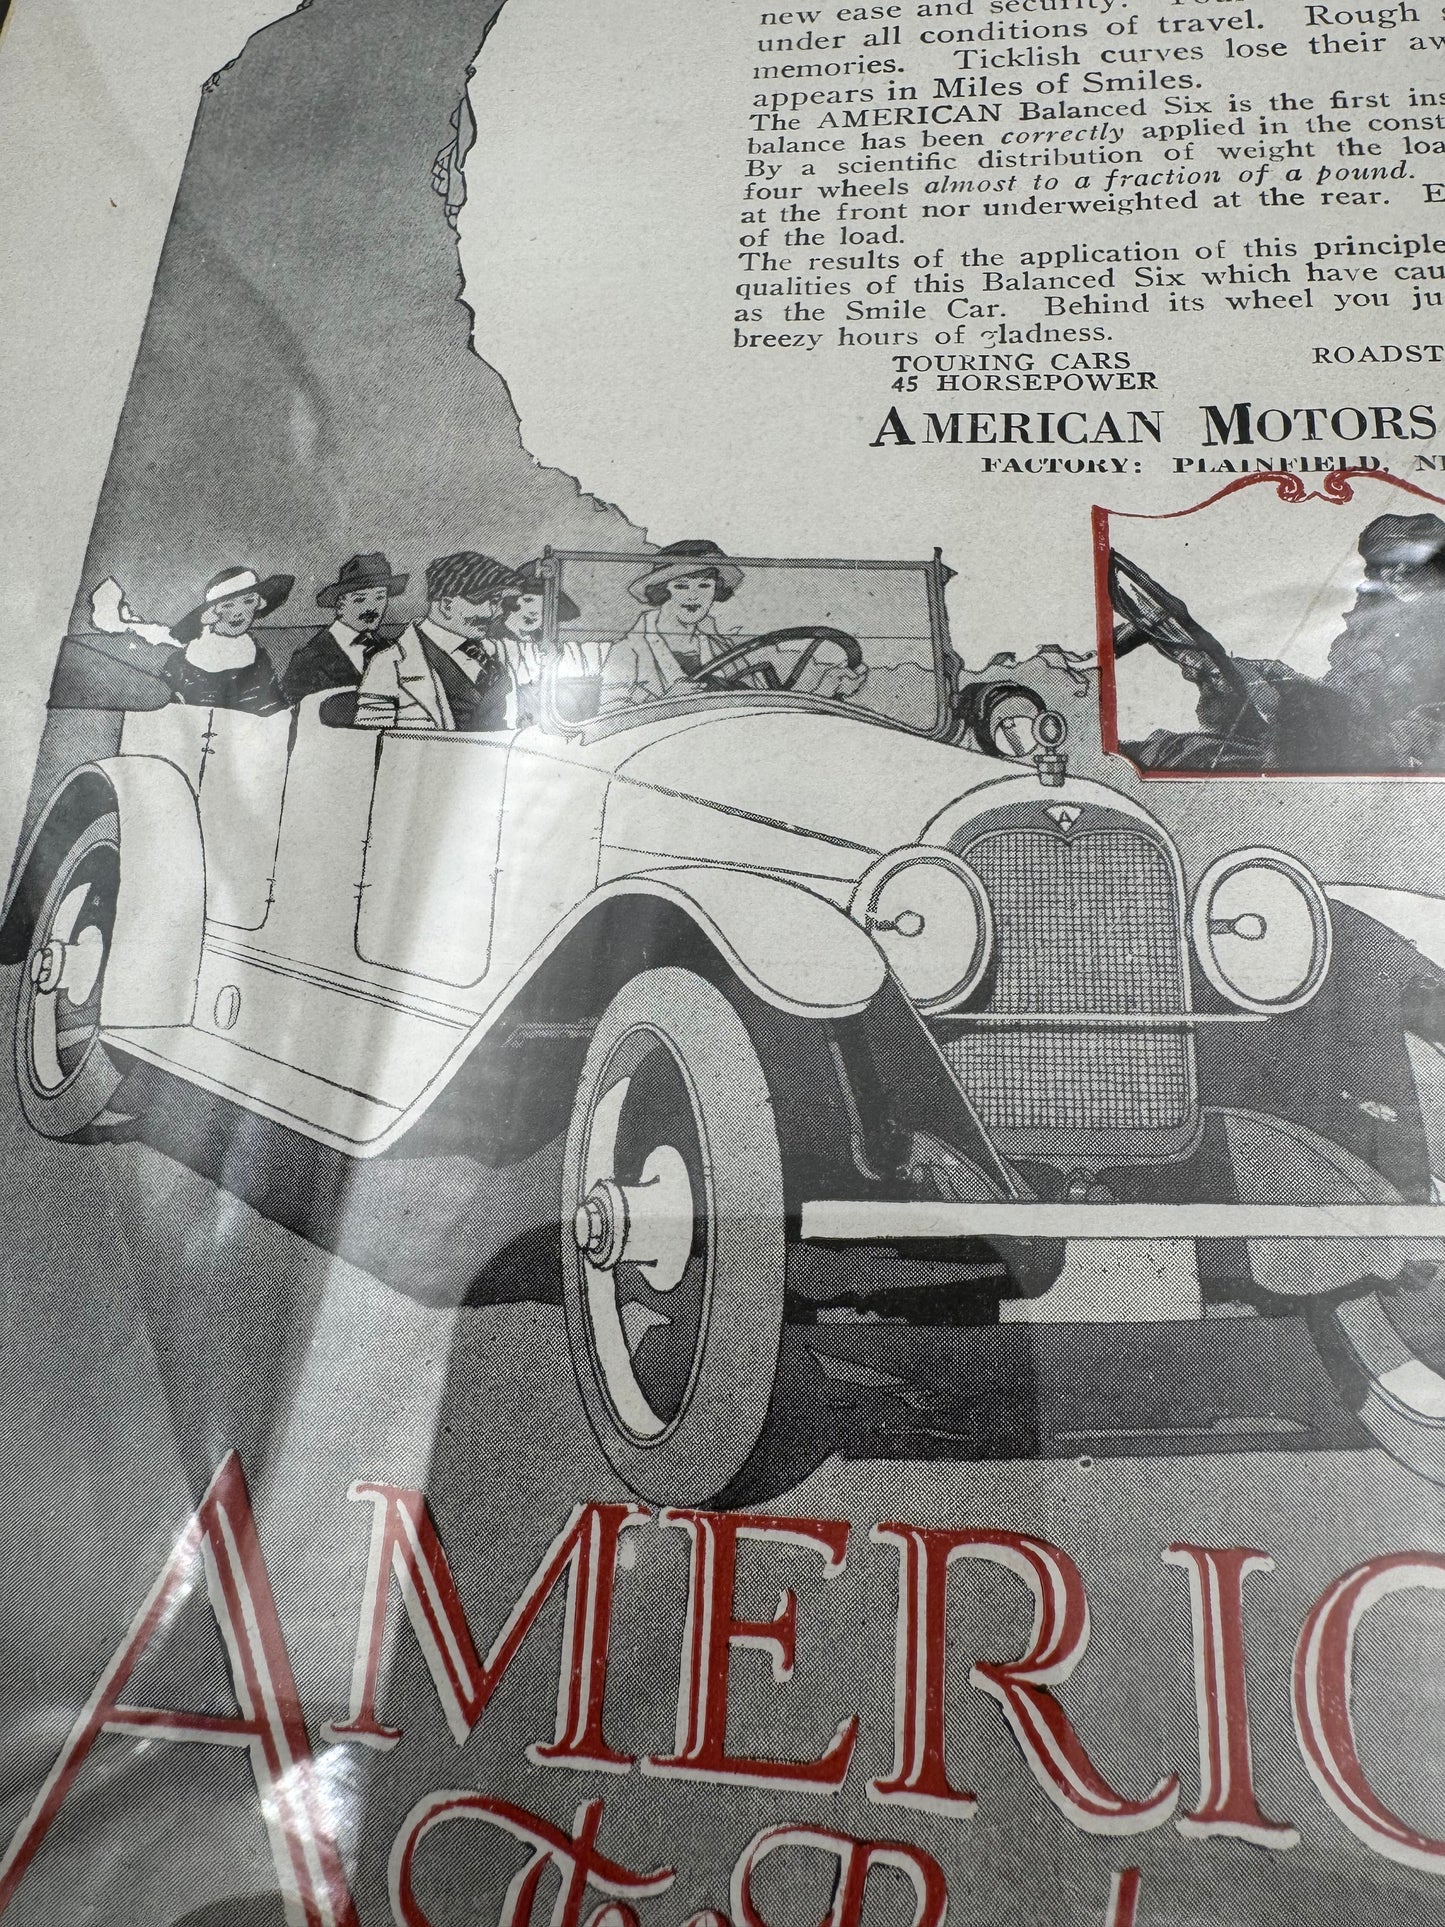 new ease and security.
under all conditions of travel. Rough
memories. Ticklish curves lose their
appears in Miles of Smiles.
The AMERICAN Balanced Six is the first
balance has been correctly applied in the
By a scientific distribution of weight the
four wheels almost to a fraction of a pound.
at the front nor underweighted at the rear.
of the load.
The results of the application of this principle
qualities of this Balanced Six which have
as the Smile Car. Behind its wheel you
breezy hours of gladness.
TOURING CARS
45 HORSEPOWER
ROADST
AMERICAN MOTORS
FACTORY: PLAINFIELD,
A
AMERIC
The